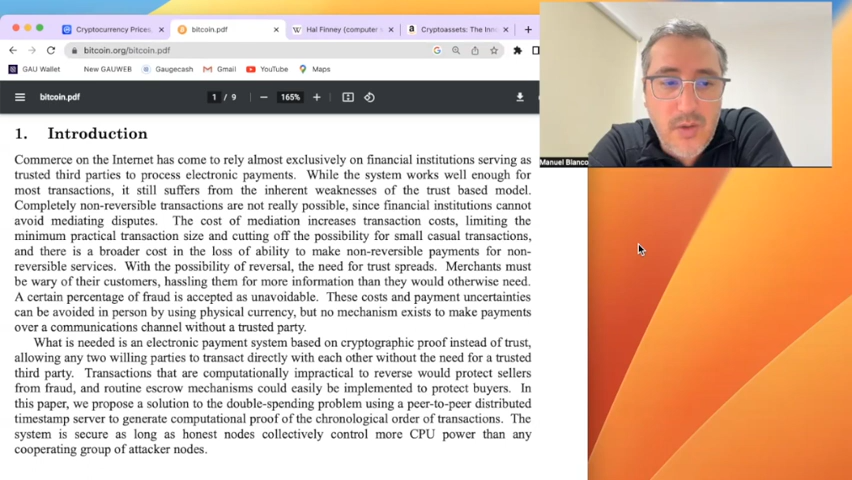 Cryptocurrency Prices,
bitcoin.pdf
Hal Finney (computer s
Cryptoassets: The Inno
bitcoin.org/bitcoin.pdf
GAU Wallet
New GAUWEB
Gaugecash
Gmail
YouTube
Maps
bitcoin.pdf
1 / 9
165%
Manuel Blanco
1. Introduction
Commerce on the Internet has come to rely almost exclusively on financial institutions serving as
trusted third parties to process electronic payments. While the system works well enough for
most transactions, it still suffers from the inherent weaknesses of the trust based model.
Completely non-reversible transactions are not really possible, since financial institutions cannot
avoid mediating disputes. The cost of mediation increases transaction costs, limiting the
minimum practical transaction size and cutting off the possibility for small casual transactions,
and there is a broader cost in the loss of ability to make non-reversible payments for non-
reversible services. With the possibility of reversal, the need for trust spreads. Merchants must
be wary of their customers, hassling them for more information than they would otherwise need.
A certain percentage of fraud is accepted as unavoidable. These costs and payment uncertainties
can be avoided in person by using physical currency, but no mechanism exists to make payments
over a communications channel without a trusted party.
What is needed is an electronic payment system based on cryptographic proof instead of trust,
allowing any two willing parties to transact directly with each other without the need for a trusted
third party. Transactions that are computationally impractical to reverse would protect sellers
from fraud, and routine escrow mechanisms could easily be implemented to protect buyers. In
this paper, we propose a solution to the double-spending problem using a peer-to-peer distributed
timestamp server to generate computational proof of the chronological order of transactions. The
system is secure as long as honest nodes collectively control more CPU power than any
cooperating group of attacker nodes.